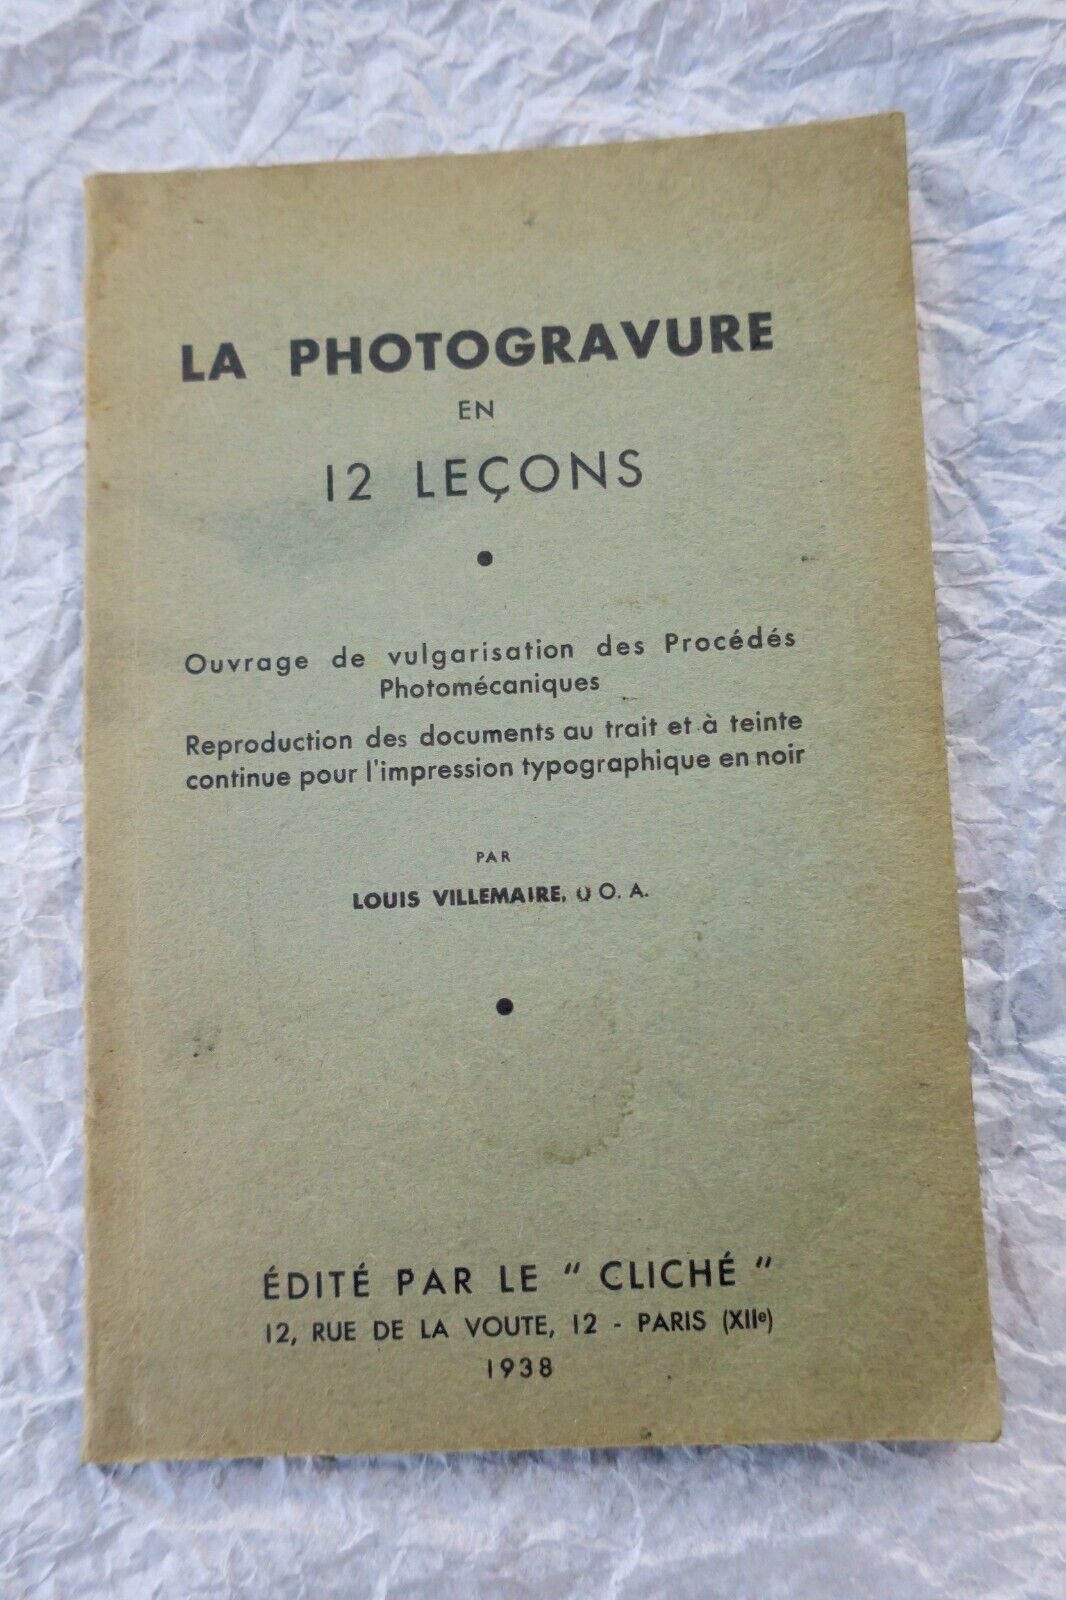 LA PHOTOGRAVURE
EN
12 LEÇONS
Ouvrage de vulgarisation des Procédés
Photomécaniques
Reproduction des documents au trait et à teinte
continue pour l'impression typographique en noir
PAR
LOUIS VILLEMAIRE, O. A.
ÉDITÉ PAR LE " CLICHÉ "
12, RUE DE LA VOUTE, 12 - PARIS (XIIe)
1938